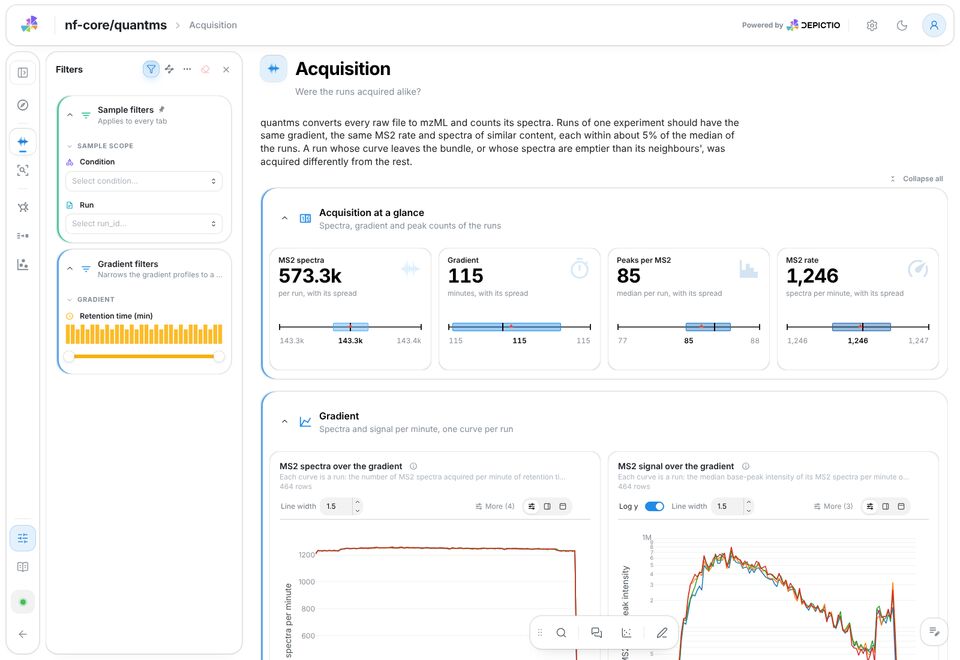 nf-core/quantms
Acquisition
Powered by DEPICTIO
Filters
Sample filters
Applies to every tab
SAMPLE SCOPE
Condition
Select condition...
Run
Select run_id...
Gradient filters
Narrows the gradient profiles to a ...
GRADIENT
Retention time (min)
Acquisition
Were the runs acquired alike?
quantms converts every raw file to mzML and counts its spectra. Runs of one experiment should have the
same gradient, the same MS2 rate and spectra of similar content, each within about 5% of the median of
the runs. A run whose curve leaves the bundle, or whose spectra are emptier than its neighbours', was
acquired differently from the rest.
Collapse all
Acquisition at a glance
Spectra, gradient and peak counts of the runs
MS2 spectra
573.3k
per run, with its spread
143.3k 143.3k 143.4k
Gradient
115
minutes, with its spread
115 115 115
Peaks per MS2
85
median per run, with its spread
77 85 88
MS2 rate
1,246
spectra per minute, with its spread
1,246 1,246 1,247
Gradient
Spectra and signal per minute, one curve per run
MS2 spectra over the gradient
Each curve is a run: the number of MS2 spectra acquired per minute of retention ti...
464 rows
Line width 1.5 More (4)
1200
1000
800
600
spectra per minute
MS2 signal over the gradient
Each curve is a run: the median base-peak intensity of its MS2 spectra per minute o...
464 rows
Log y Line width 1.5 More (3)
1M
9
8
7
6
5
4
3
2
5
eak intensity